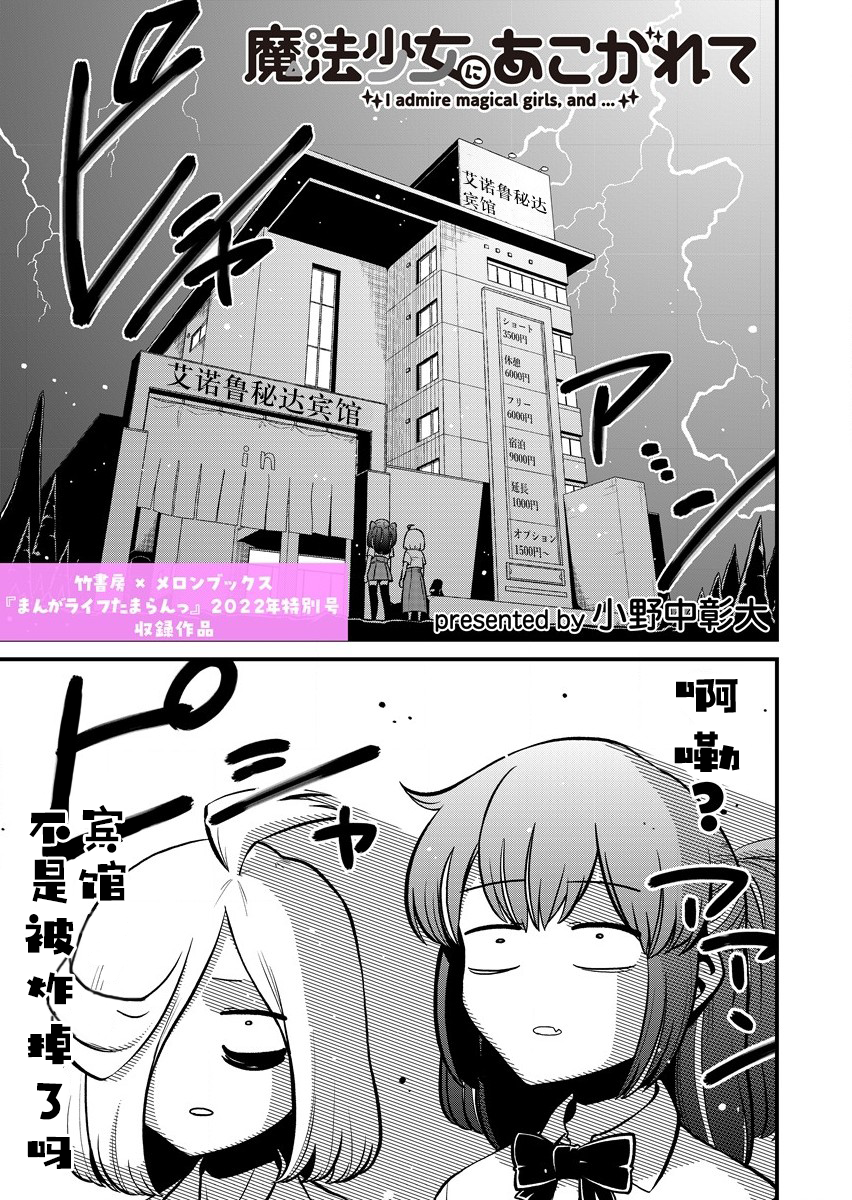 魔法少女にあこがれて
I admire magical girls, and ...
ピシャ
アン
艾诺鲁秘达
宾馆
ショート
3500円
休憩
6000円
フリー
6000円
宿泊
9000円
延長
1000円
オプション
1500円~
艾诺鲁秘达宾馆
in
竹書房 × メロンブックス
『まんがライフたまらんっ』2022年特別号
収録作品
presented by 小野中彰大
啊嘞?
ピシャ
アアン
宾馆
不是被炸掉了呀